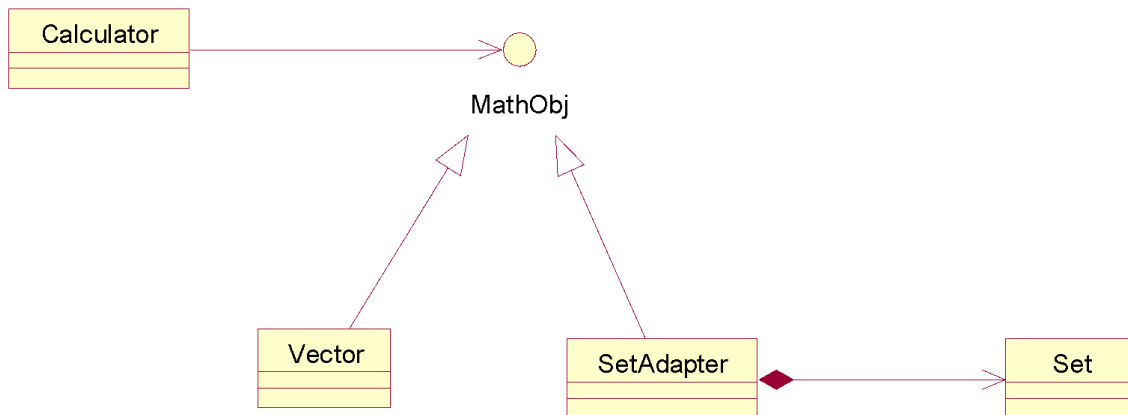 Calculator
MathObj
Vector
SetAdapter
Set